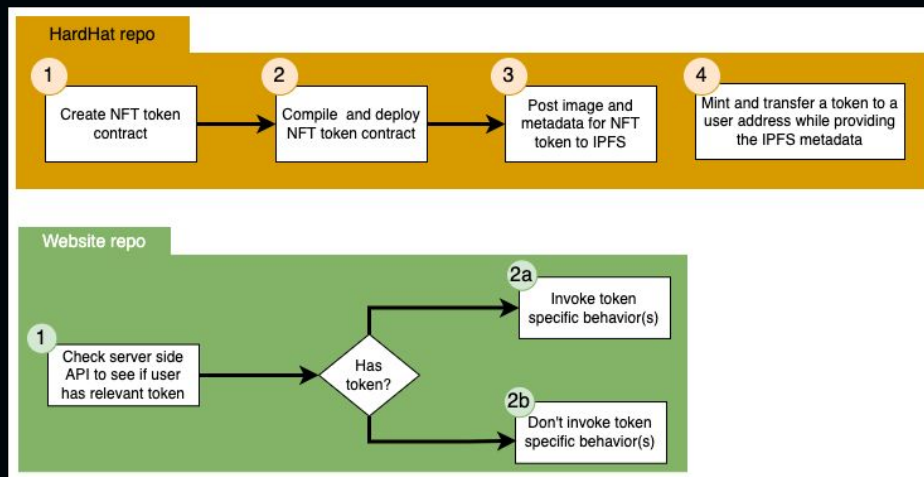 HardHat repo
1
Create NFT token
contract
2
Compile and deploy
NFT token contract
3
Post image and
metadata for NFT
token to IPFS
4
Mint and transfer a token to a
user address while providing
the IPFS metadata
Website repo
1
Check server side
API to see if user
has relevant token
Has
token?
2a
Invoke token
specific behavior(s)
2b
Don't invoke token
specific behavior(s)